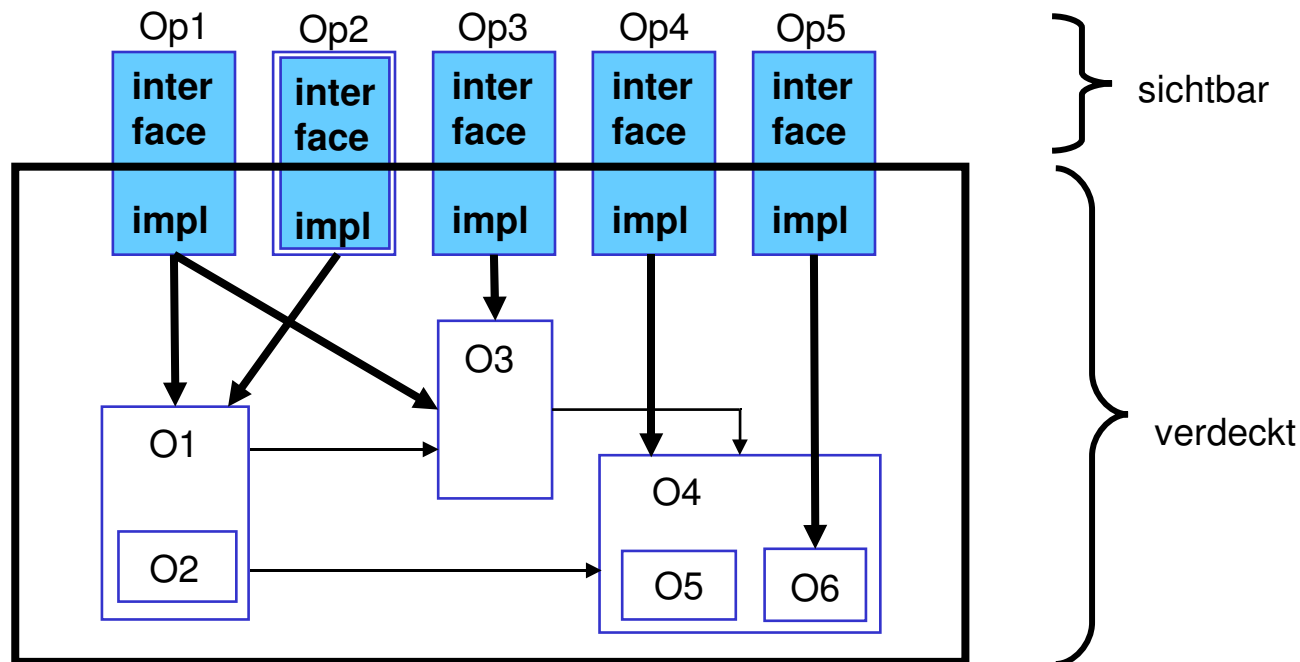 Op1 Op2 Op3 Op4 Op5
inter inter inter inter inter
face face face face face
sichtbar
impl impl impl impl impl
O3
O1
verdeckt
O4
O2
O5 O6